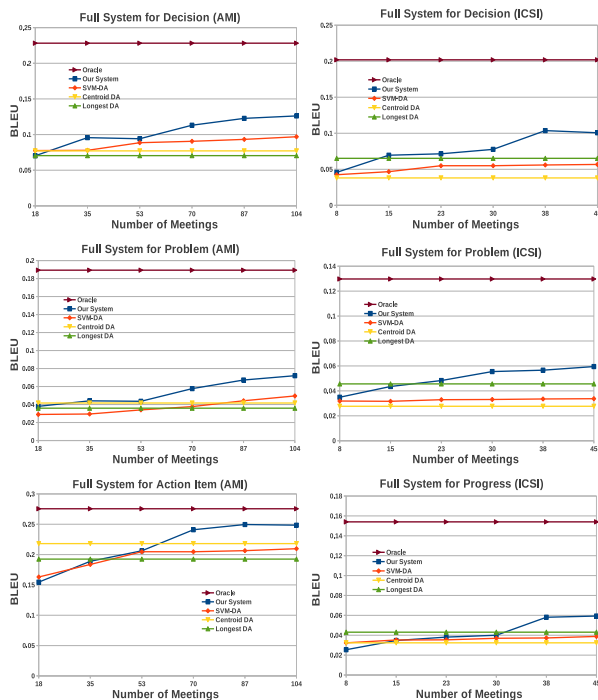 Full System for Decision (AMI)
0.25
0.2
0.15
0.1
0.05
0
BLEU
Oracle
Our System
SVM-DA
Centroid DA
Longest DA
18 35 53 70 87 104
Number of Meetings
Full System for Decision (ICSI)
0.25
0.2
0.15
0.1
0.05
0
BLEU
Oracle
Our System
SVM-DA
Centroid DA
Longest DA
8 15 23 30 38 4
Number of Meetings
Full System for Problem (AMI)
0.2
0.18
0.16
0.14
0.12
0.1
0.08
0.06
0.04
0.02
0
BLEU
Oracle
Our System
SVM-DA
Centroid DA
Longest DA
18 35 53 70 87 104
Number of Meetings
Full System for Problem (ICSI)
0.14
0.12
0.1
0.08
0.06
0.04
0.02
0
BLEU
Oracle
Our System
SVM-DA
Centroid DA
Longest DA
8 15 23 30 38 45
Number of Meetings
Full System for Action Item (AMI)
0.3
0.25
0.2
0.15
0.1
0.05
0
BLEU
Oracle
Our System
SVM-DA
Centroid DA
Longest DA
18 35 53 70 87 104
Number of Meetings
Full System for Progress (ICSI)
0.18
0.16
0.14
0.12
0.1
0.08
0.06
0.04
0.02
0
BLEU
Oracle
Our System
SVM-DA
Centroid DA
Longest DA
8 15 23 30 38 45
Number of Meetings